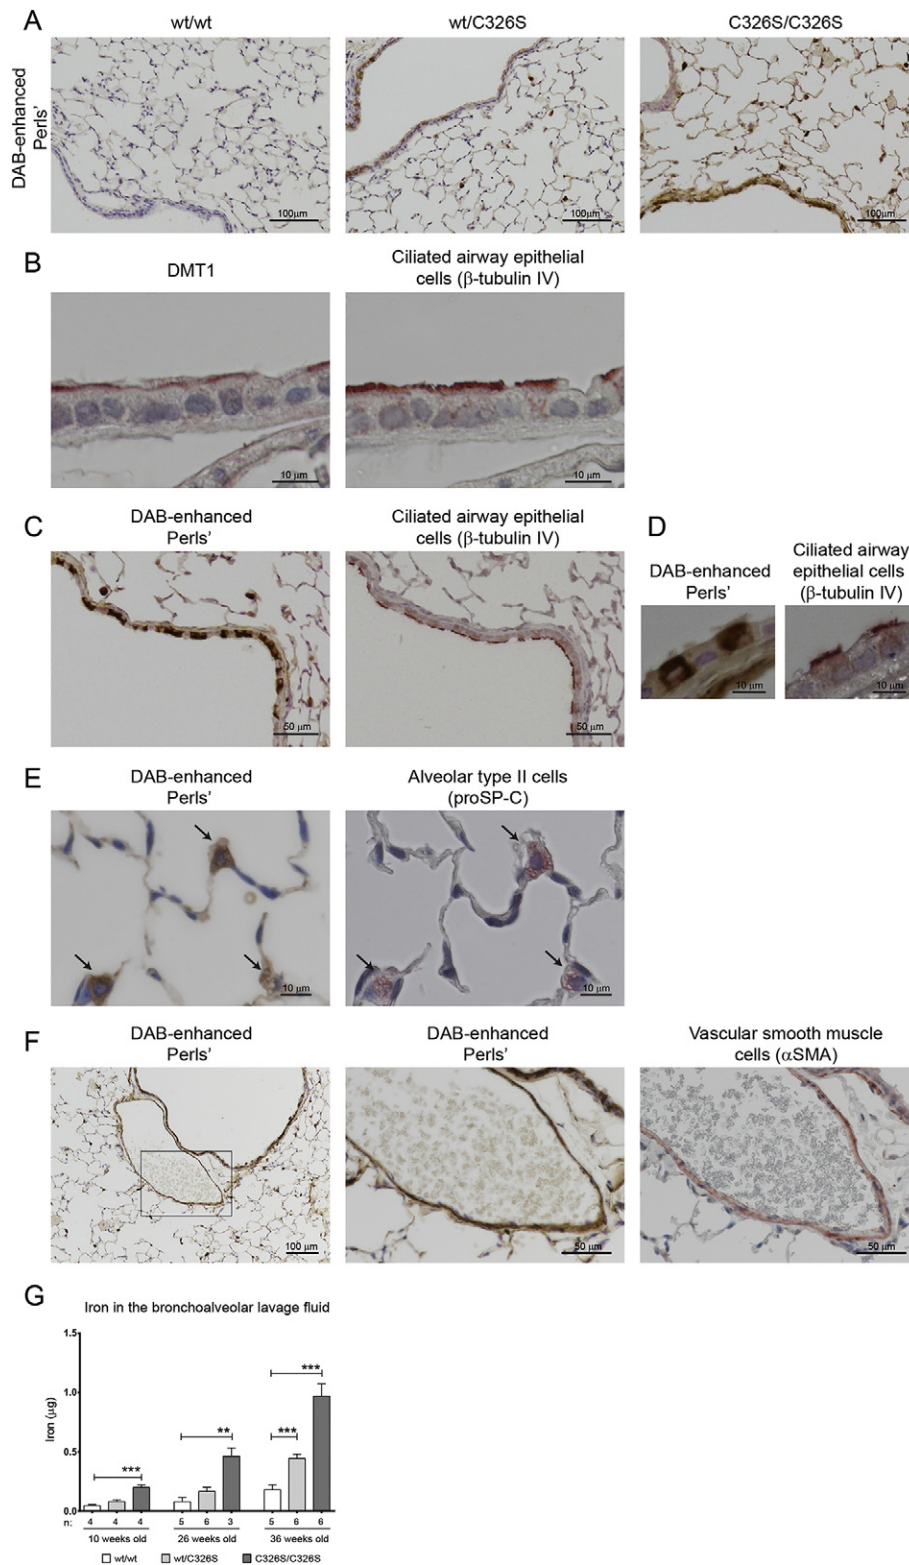 A
wt/wt
wt/C326S
C326S/C326S
DAB-enhanced
Perls'
100μm
100μm
100μm
B
DMT1
Ciliated airway epithelial
cells (β-tubulin IV)
10 μm
10 μm
C
DAB-enhanced
Perls'
Ciliated airway epithelial
cells (β-tubulin IV)
50 μm
50 μm
D
DAB-enhanced
Perls'
Ciliated airway
epithelial cells
(β-tubulin IV)
10 μm
10 μm
E
DAB-enhanced
Perls'
Alveolar type II cells
(proSP-C)
10 μm
10 μm
F
DAB-enhanced
Perls'
DAB-enhanced
Perls'
Vascular smooth muscle
cells (αSMA)
100 μm
50 μm
50 μm
G
Iron in the bronchoalveolar lavage fluid
Iron (μg)
1.5
1.0
0.5
0.0
***
**
***
***
n: 4 4 4 5 6 3 5 6 6
10 weeks old 26 weeks old 36 weeks old
wt/wt wt/C326S C326S/C326S